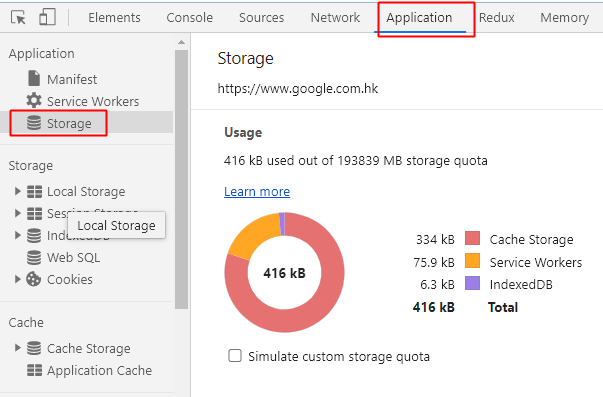 Elements Console Sources Network Application Redux Memory
Application
Manifest
Service Workers
Storage
Storage
Local Storage
Session Storage
Local Storage
IndexedDB
Web SQL
Cookies
Cache
Cache Storage
Application Cache
Storage
https://www.google.com.hk
Usage
416 kB used out of 193839 MB storage quota
Learn more
416 kB
334 kB Cache Storage
75.9 kB Service Workers
6.3 kB IndexedDB
416 kB Total
Simulate custom storage quota